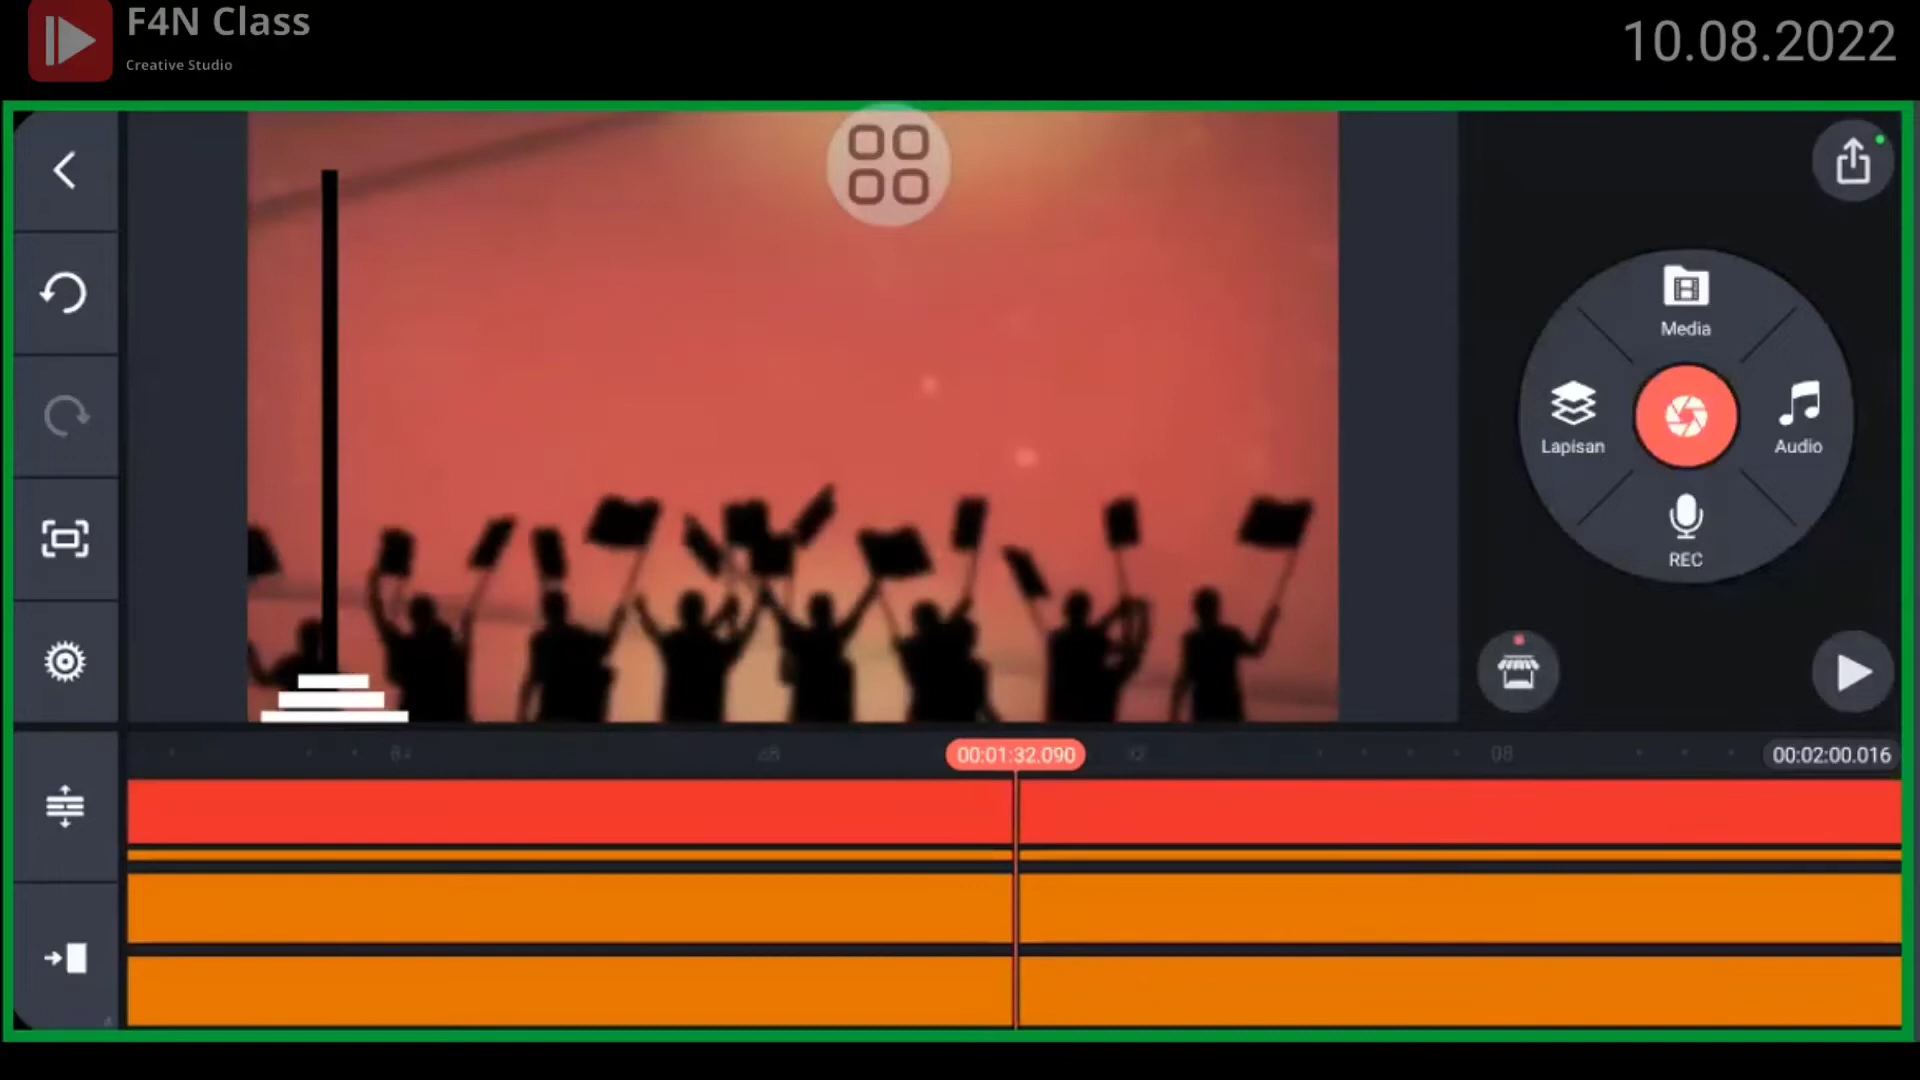 F4N Class
Creative Studio
10.08.2022
Media
Lapisan
Audio
REC
00:01:32.090
08
00:02:00.016